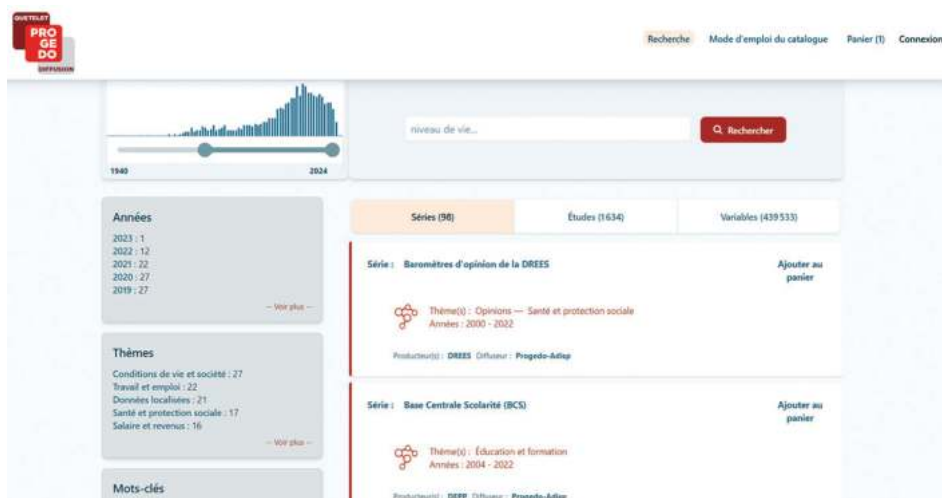 QUETELET
PRO
GE
DO
DIFFUSION
Recherche Mode d'emploi du catalogue Panier (1) Connexion
niveau de vie...
Rechercher
1940 2024
Années
2023 : 1
2022 : 12
2021 : 22
2020 : 27
2019 : 27
-- Voir plus --
Thèmes
Conditions de vie et société : 27
Travail et emploi : 22
Données localisées : 21
Santé et protection sociale : 17
Salaire et revenus : 16
-- Voir plus --
Mots-clés
Séries (98) Études (1634) Variables (439533)
Série : Baromètres d'opinion de la DREES
Ajouter au
panier
Thème(s) : Opinions — Santé et protection sociale
Années : 2000 - 2022
Producteur(s) : DREES Diffuseur : Progedo-Adisp
Série : Base Centrale Scolarité (BCS)
Ajouter au
panier
Thème(s) : Éducation et formation
Années : 2004 - 2022
Producteur(s) : DEPP Diffuseur : Progedo-Adisp